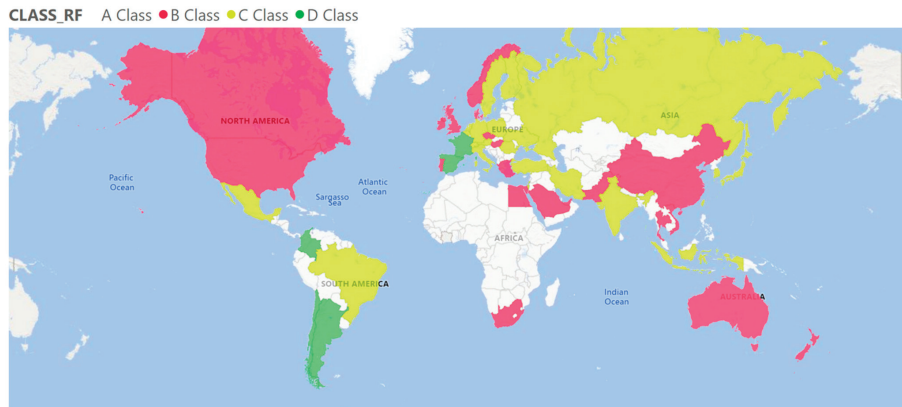 CLASS_RF A Class B Class C Class D Class
NORTH AMERICA
EUROPE
ASIA
Pacific
Ocean
Atlantic
Ocean
Sargasso
Sea
AFRICA
SOUTH AMERICA
Indian
Ocean
AUSTRALIA